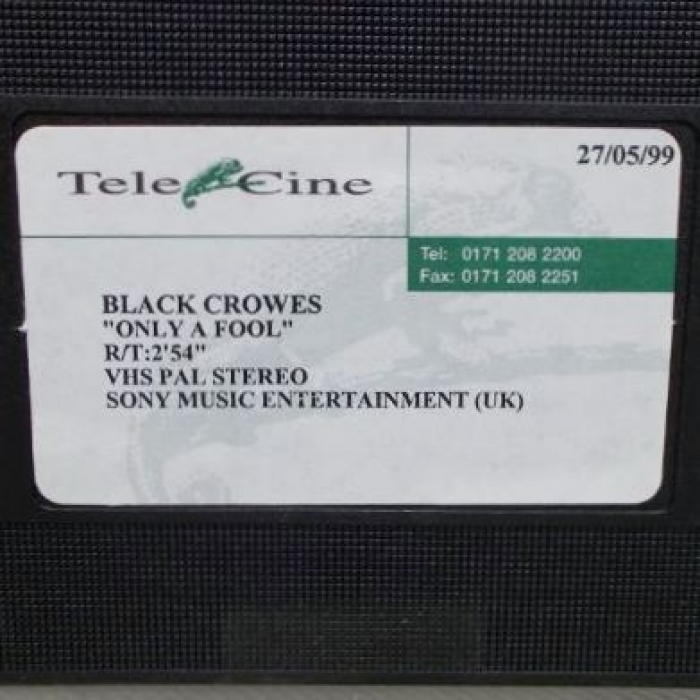 Tele Cine
27/05/99
Tel: 0171 208 2200
Fax: 0171 208 2251
BLACK CROWES
"ONLY A FOOL"
R/T:2'54"
VHS PAL STEREO
SONY MUSIC ENTERTAINMENT (UK)